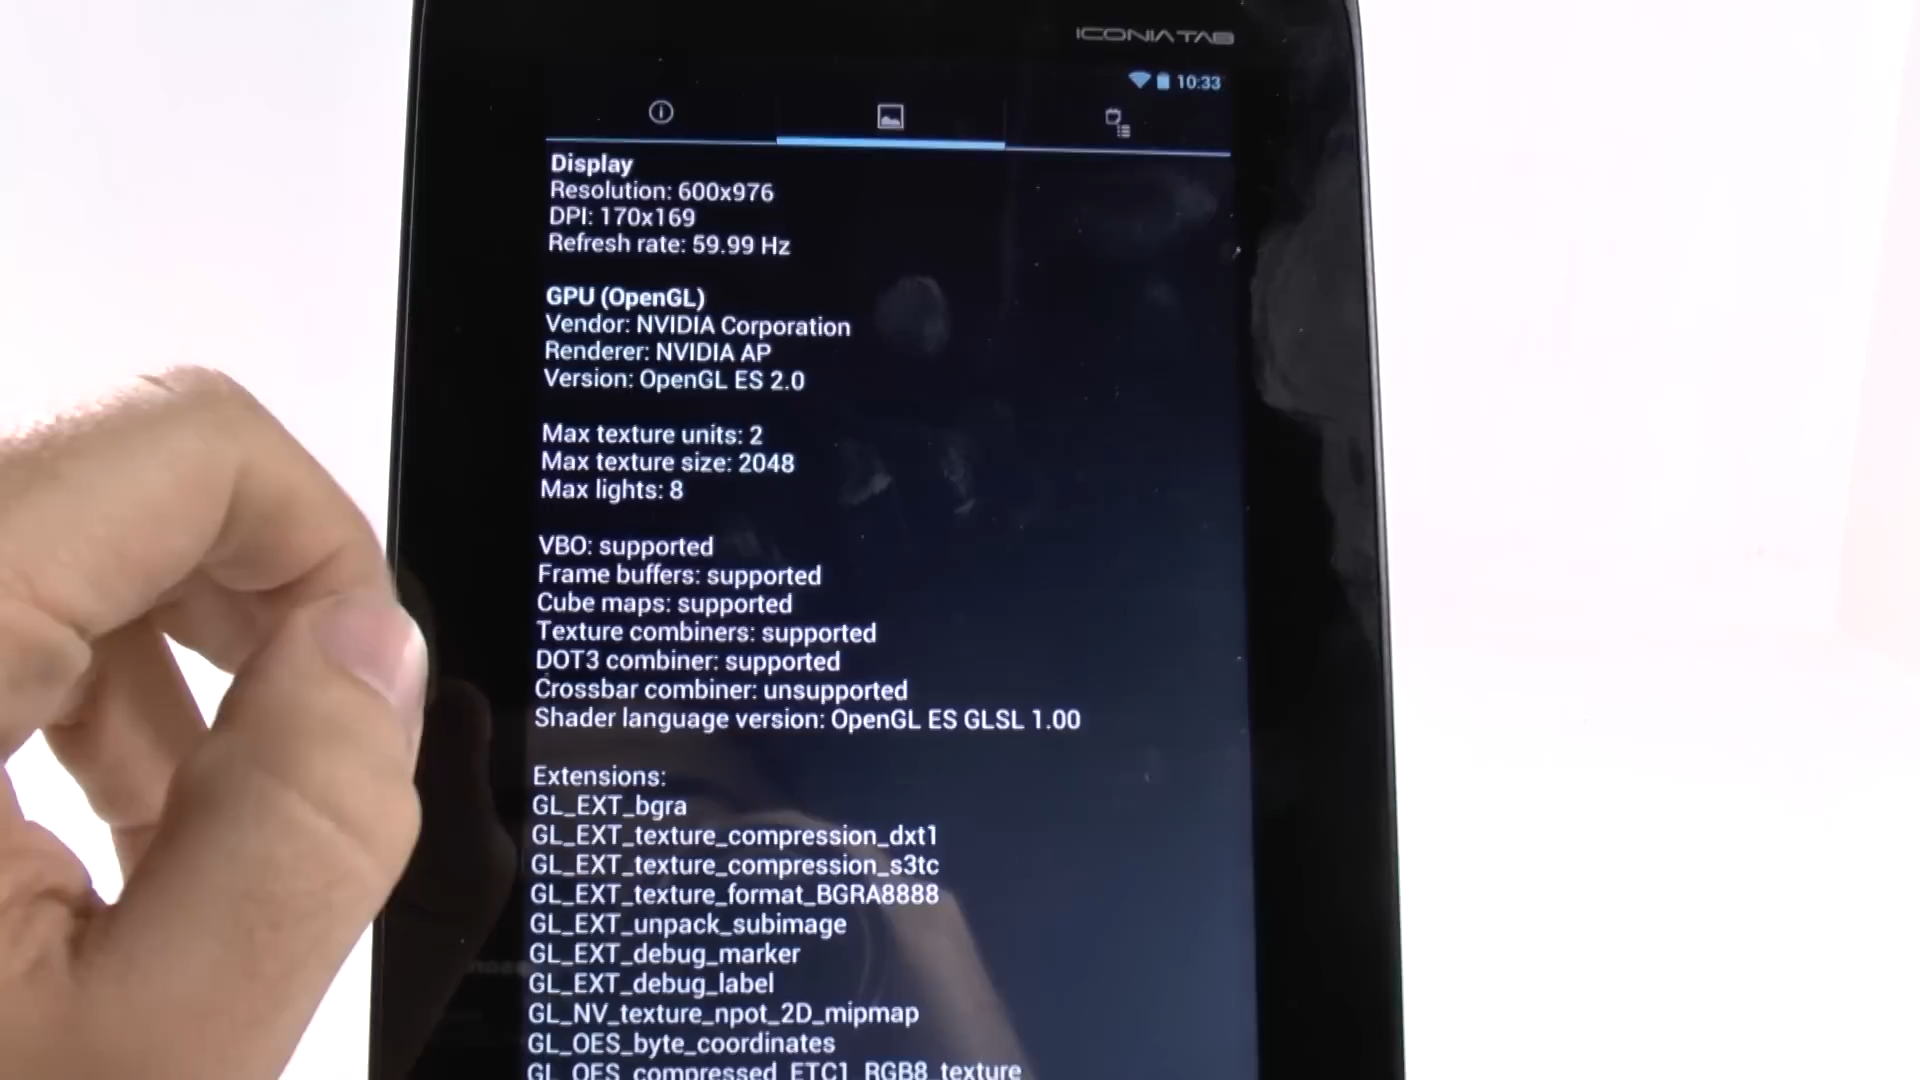 ICONIA TAB
10:33
Display
Resolution: 600x976
DPI: 170x169
Refresh rate: 59.99 Hz
GPU (OpenGL)
Vendor: NVIDIA Corporation
Renderer: NVIDIA AP
Version: OpenGL ES 2.0
Max texture units: 2
Max texture size: 2048
Max lights: 8
VBO: supported
Frame buffers: supported
Cube maps: supported
Texture combiners: supported
DOT3 combiner: supported
Crossbar combiner: unsupported
Shader language version: OpenGL ES GLSL 1.00
Extensions:
GL_EXT_bgra
GL_EXT_texture_compression_dxt1
GL_EXT_texture_compression_s3tc
GL_EXT_texture_format_BGRA8888
GL_EXT_unpack_subimage
GL_EXT_debug_marker
GL_EXT_debug_label
GL_NV_texture_npot_2D_mipmap
GL_OES_byte_coordinates
GL_OES_compressed_ETC1_RGB8_texture